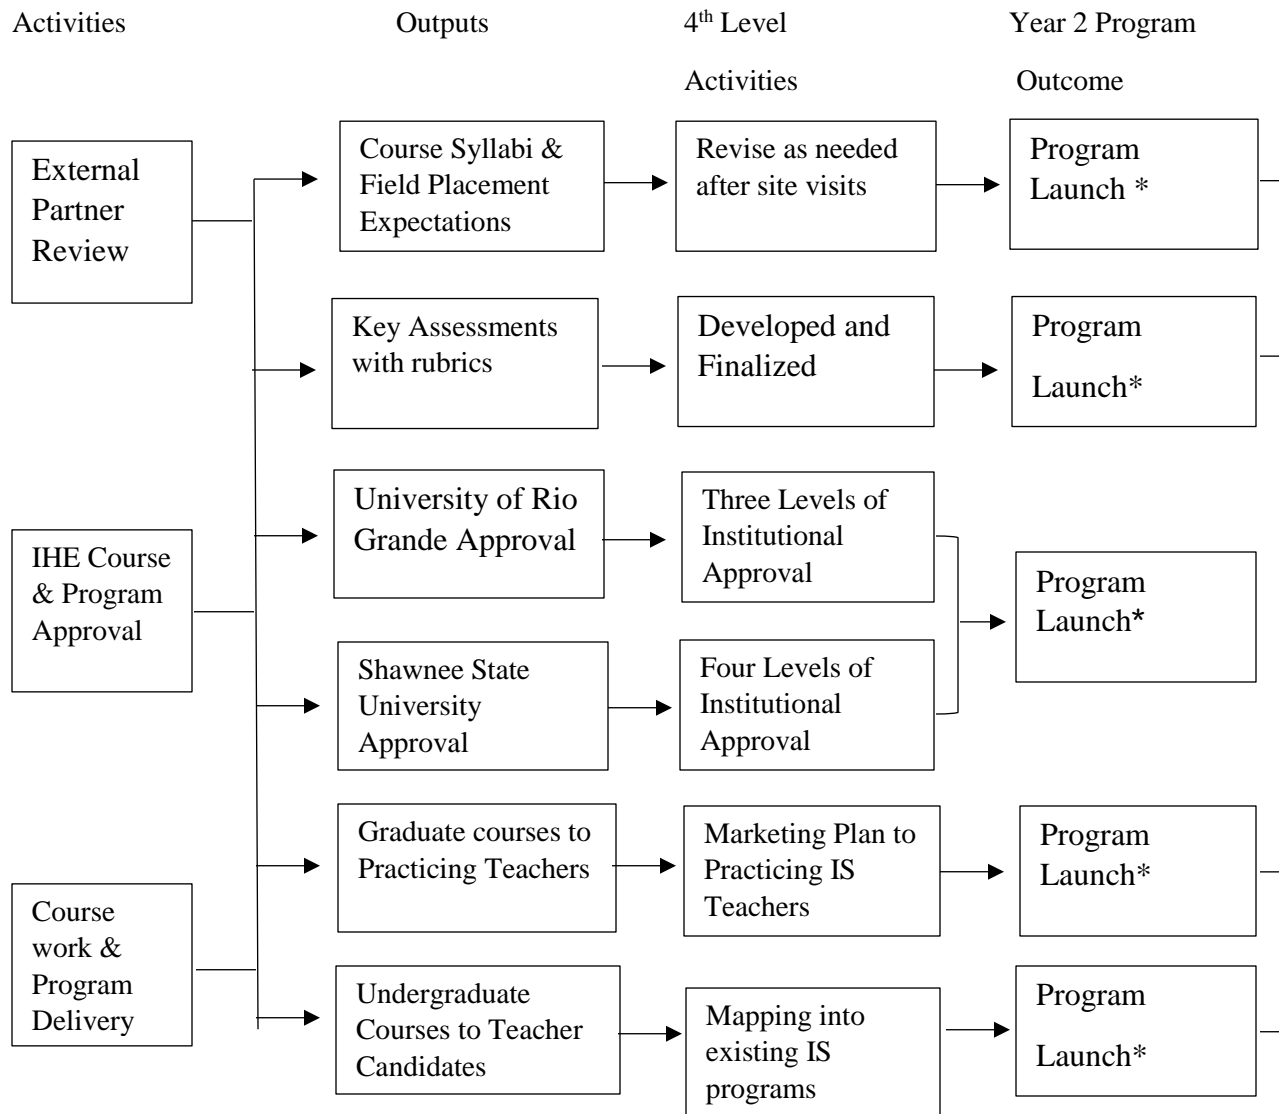 Activities
Outputs
4th Level
Activities
Year 2 Program
Outcome
External
Partner
Review
Course Syllabi &
Field Placement
Expectations
Revise as needed
after site visits
Program
Launch *
Key Assessments
with rubrics
Developed and
Finalized
Program
Launch*
IHE Course
& Program
Approval
University of Rio
Grande Approval
Three Levels of
Institutional
Approval
Program
Launch*
Shawnee State
University
Approval
Four Levels of
Institutional
Approval
Course
work &
Program
Delivery
Graduate courses to
Practicing Teachers
Marketing Plan to
Practicing IS
Teachers
Program
Launch*
Undergraduate
Courses to Teacher
Candidates
Mapping into
existing IS
programs
Program
Launch*